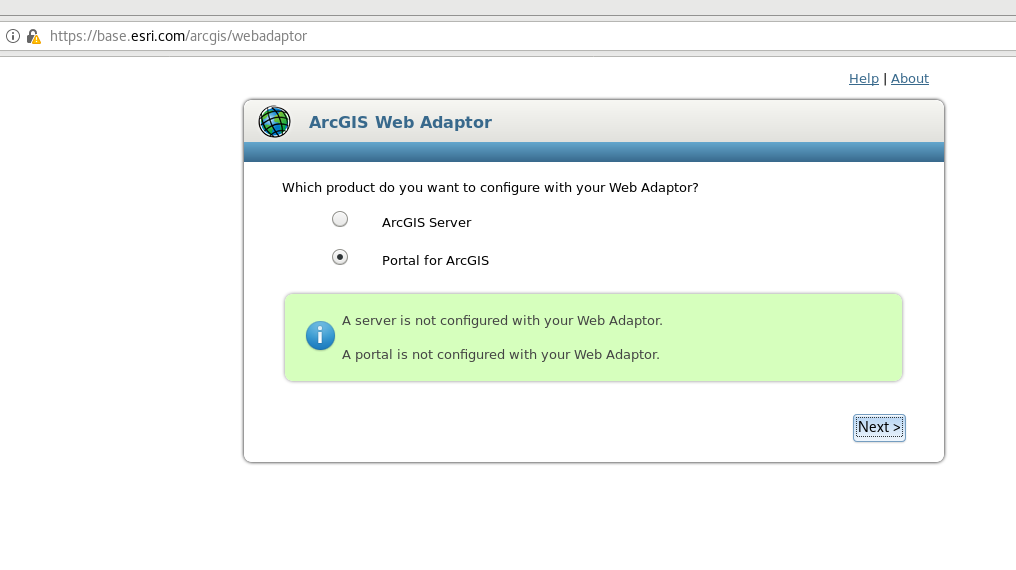 https://base.esri.com/arcgis/webadaptor
Help | About
ArcGIS Web Adaptor
Which product do you want to configure with your Web Adaptor?
ArcGIS Server
Portal for ArcGIS
A server is not configured with your Web Adaptor.
A portal is not configured with your Web Adaptor.
Next >